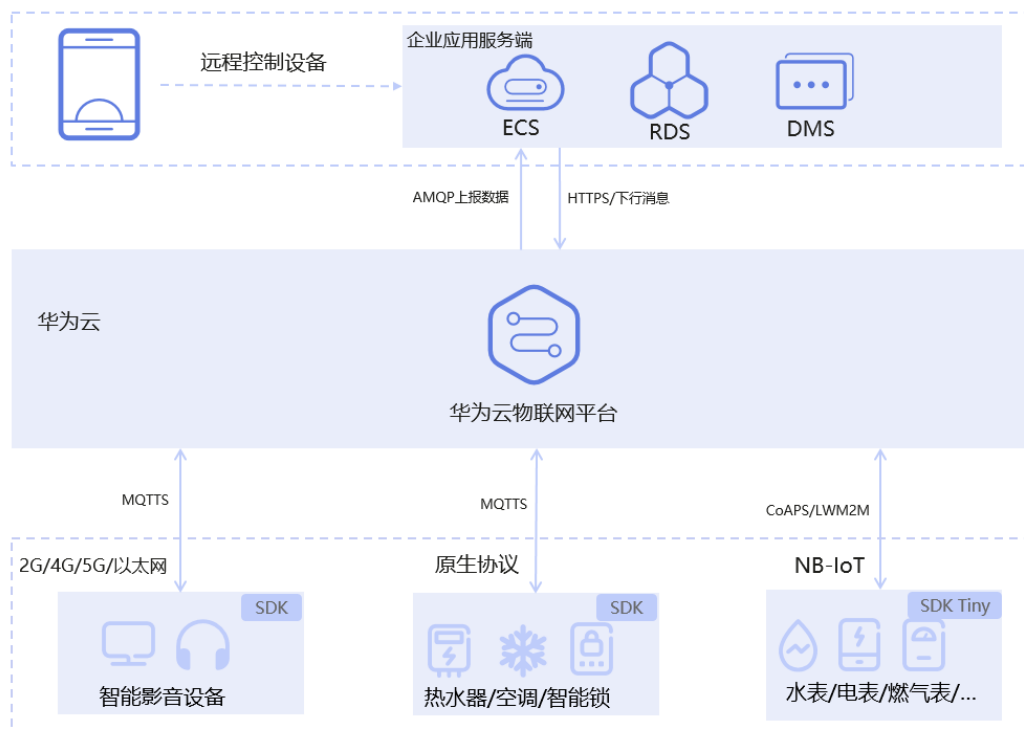 企业应用服务端
远程控制设备
ECS
RDS
DMS
AMQP上报数据
HTTPS/下行消息
华为云
华为云物联网平台
MQTTS
MQTTS
CoAPS/LWM2M
2G/4G/5G/以太网
原生协议
NB-IoT
SDK
SDK
SDK Tiny
智能影音设备
热水器/空调/智能锁
水表/电表/燃气表/...